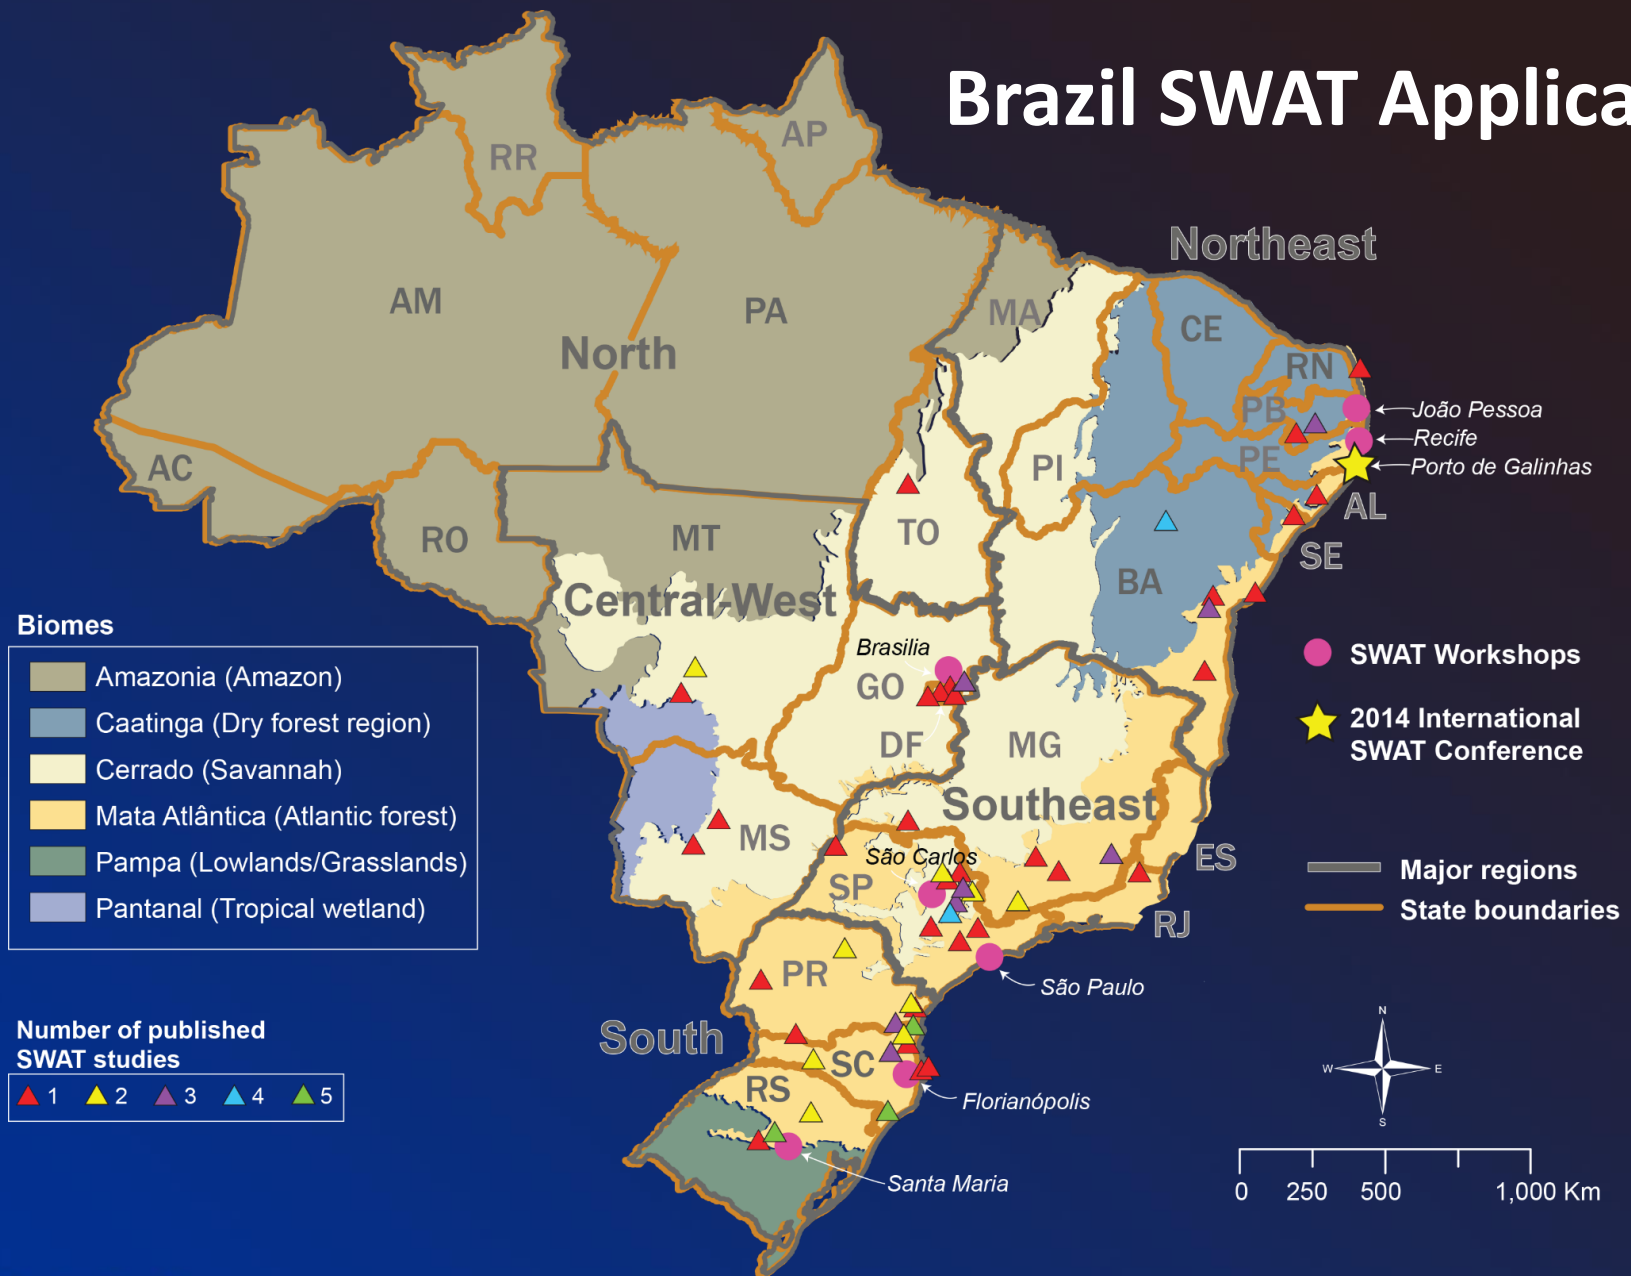 Brazil SWAT Applica
RR
AP
Northeast
AM
PA
MA
CE
North
RN
PB
João Pessoa
Recife
PE
Porto de Galinhas
AC
PI
AL
TO
RO
MT
SE
BA
Central-West
Brasilia
GO
DF
MG
Southeast
MS
São Carlos
SP
ES
RJ
PR
São Paulo
South
SC
RS
Florianópolis
Santa Maria
Biomes
Amazonia (Amazon)
Caatinga (Dry forest region)
Cerrado (Savannah)
Mata Atlântica (Atlantic forest)
Pampa (Lowlands/Grasslands)
Pantanal (Tropical wetland)
Number of published
SWAT studies
1 2 3 4 5
SWAT Workshops
2014 International
SWAT Conference
Major regions
State boundaries
N
W E
S
0 250 500 1,000 Km